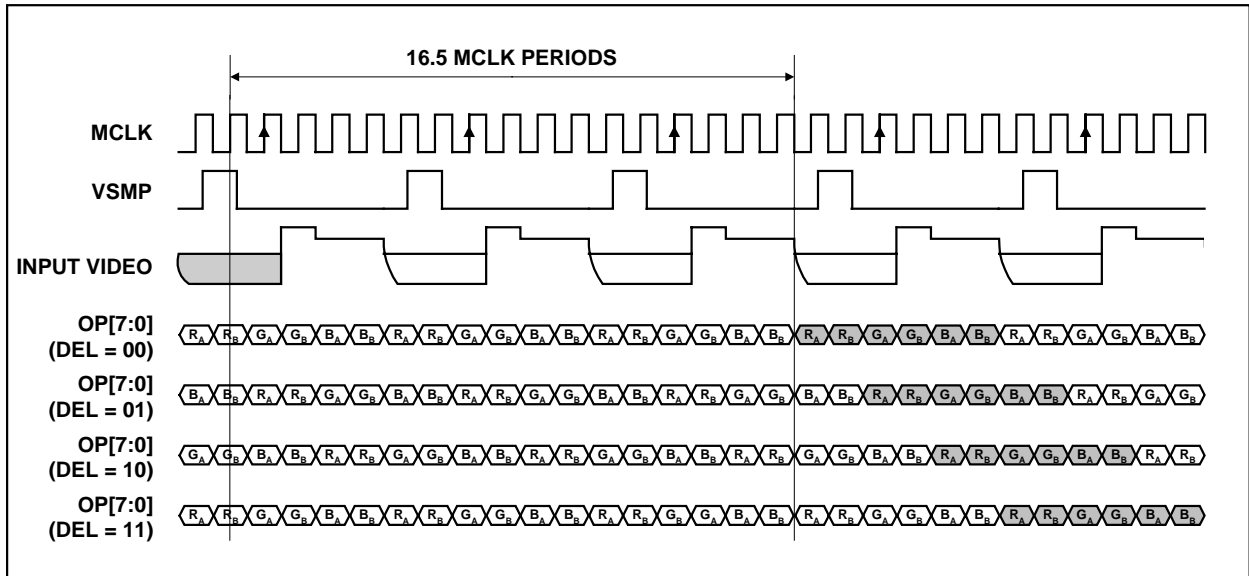 16.5 MCLK PERIODS
MCLK
VSMP
INPUT VIDEO
OP[7:0]
(DEL = 00)
RA RB GA GB BA BB RA RB GA GB BA BB RA RB GA GB BA BB RA RB GA GB BA BB RA RB GA GB BA BB
OP[7:0]
(DEL = 01)
BA BB RA RB GA GB BA BB RA RB GA GB BA BB RA RB GA GB BA BB RA RB GA GB BA BB RA RB GA GB
OP[7:0]
(DEL = 10)
GA GB BA BB RA RB GA GB BA BB RA RB GA GB BA BB RA RB GA GB BA BB RA RB GA GB BA BB RA RB
OP[7:0]
(DEL = 11)
RA RB GA GB BA BB RA RB GA GB BA BB RA RB GB GA BA BB RA RB GA GB BA BB RA RB GA GB BA BB